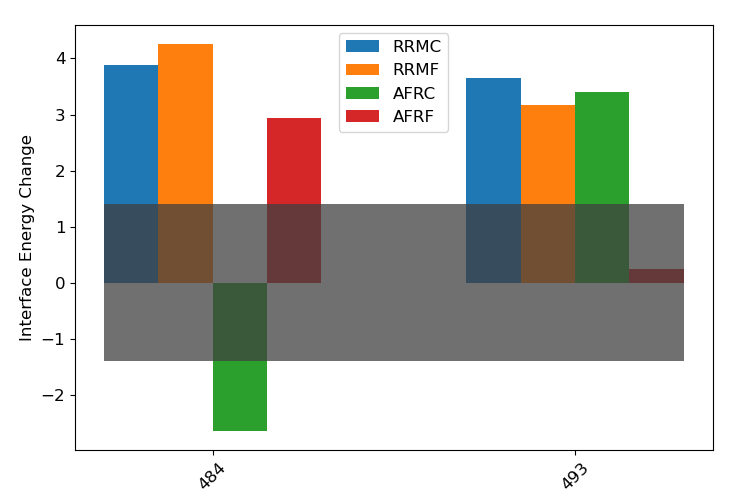 RRMC
RRMF
AFRC
AFRF
Interface Energy Change
4
3
2
1
0
−1
−2
484
493